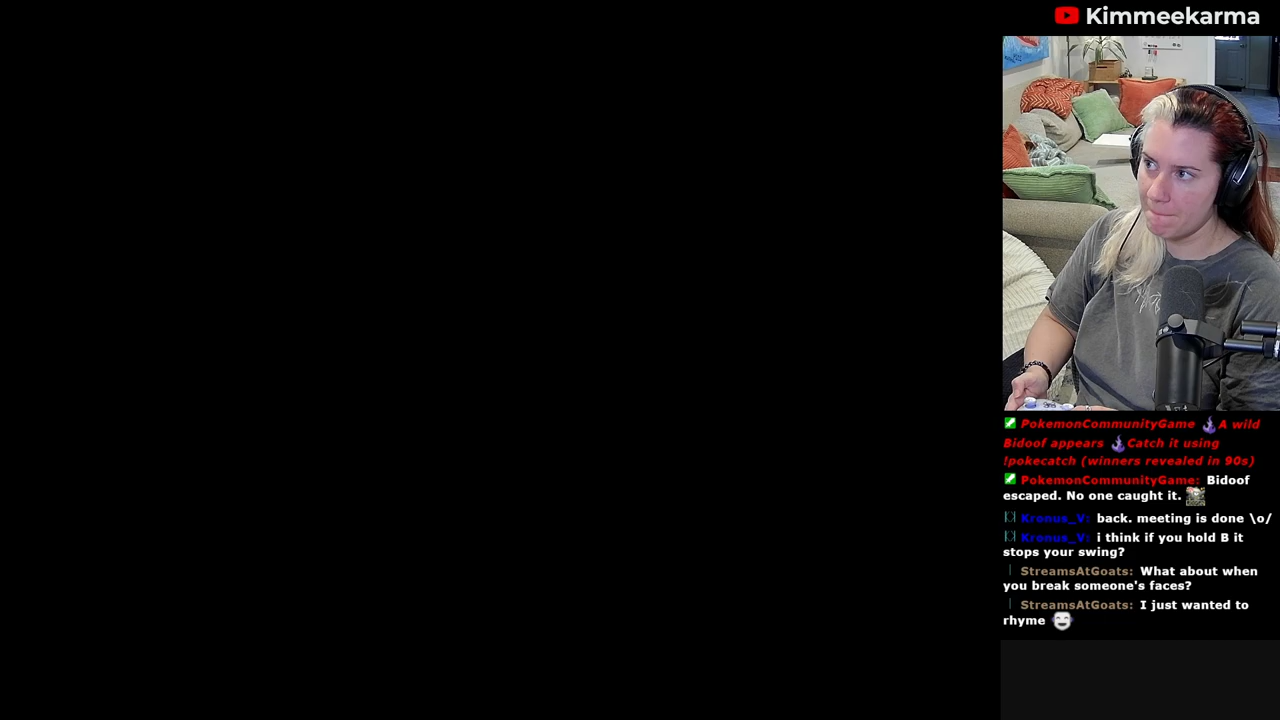 Kimmeekarma
PokemonCommunityGame A wild
Bidoof appears Catch it using
!pokecatch (winners revealed in 90s)
PokemonCommunityGame: Bidoof
escaped. No one caught it.
Kronus_V: back. meeting is done \o/
Kronus_V: i think if you hold B it
stops your swing?
StreamsAtGoats: What about when
you break someone's faces?
StreamsAtGoats: I just wanted to
rhyme